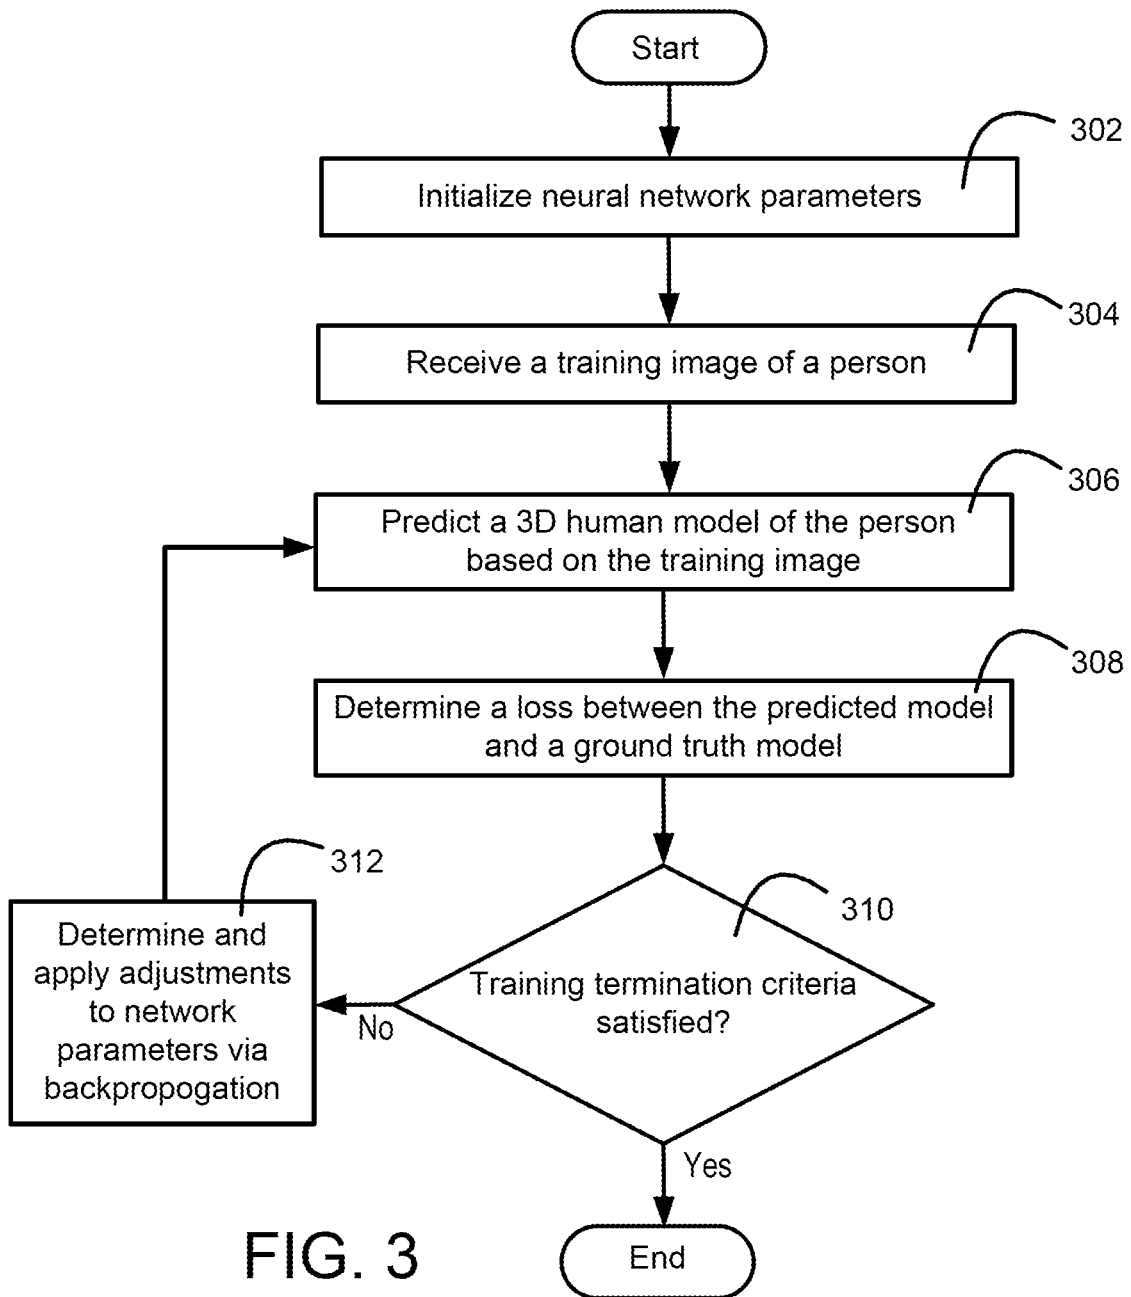 Start
302
Initialize neural network parameters
304
Receive a training image of a person
306
Predict a 3D human model of the person
based on the training image
308
Determine a loss between the predicted model
and a ground truth model
312
310
Determine and
apply adjustments
to network
parameters via
backpropogation
Training termination criteria
satisfied?
No
Yes
End
FIG. 3